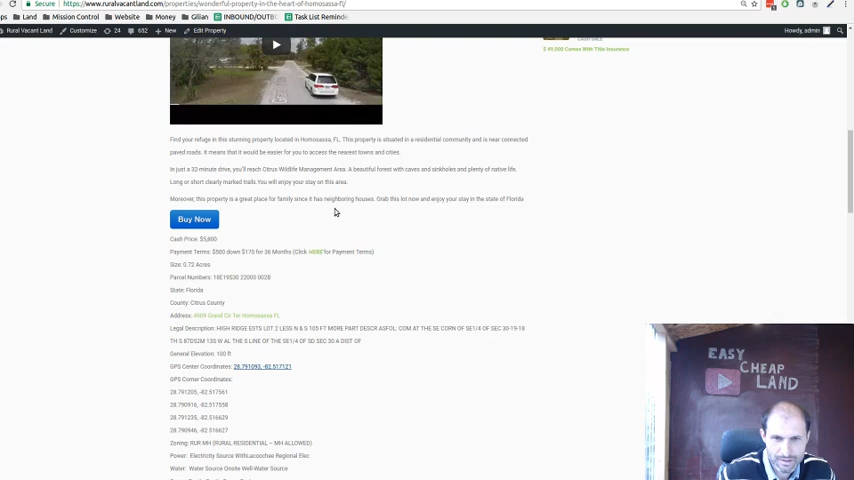 Secure https://www.ruralvacantland.com/properties/wonderful-property-in-the-heart-of-homosassa-fl/
Land Mission Control Website Money Gilian INBOUND/OUTB Task List Reminde
Rural Vacant Land Customize 24 652 New Edit Property Howdy, admin
CASH SALE
$ 49,000 Comes With Title Insurance
Find your refuge in this stunning property located in Homosassa, FL. This property is situated in a residential community and is near connected
paved roads. It means that it would be easier for you to access the nearest towns and cities.
In just a 32 minute drive, you'll reach Citrus Wildlife Management Area. A beautiful forest with caves and sinkholes and plenty of native life.
Long or short clearly marked trails.You will enjoy your stay on this area.
Moreover, this property is a great place for family since it has neighboring houses. Grab this lot now and enjoy your stay in the state of Florida
Buy Now
Cash Price: $5,800
Payment Terms: $500 down $170 for 36 Months (Click HERE for Payment Terms)
Size: 0.72 Acres
Parcel Numbers: 18E19S30 22000 0028
State: Florida
County: Citrus County
Address: 4909 Grand Cir Ter Homosassa FL
Legal Description: HIGH RIDGE ESTS LOT 2 LESS N & S 105 FT MORE PART DESCR ASFOL: COM AT THE SE CORN OF SE1/4 OF SEC 30-19-18
TH S 87DS2M 13S W AL THE S LINE OF THE SE1/4 OF SD SEC 30 A DIST OF
General Elevation: 100 ft
GPS Center Coordinates: 28.791093, -82.517121
GPS Corner Coordinates:
28.791205, -82.517561
28.790916, -82.517558
28.791235, -82.516629
28.790946, -82.516627
Zoning: RUR MH (RURAL RESIDENTIAL – MH ALLOWED)
Power: Electricity Source WithLacoochee Regional Elec
Water: Water Source Onsite Well-Water Source
EASY
CHEAP
LAND